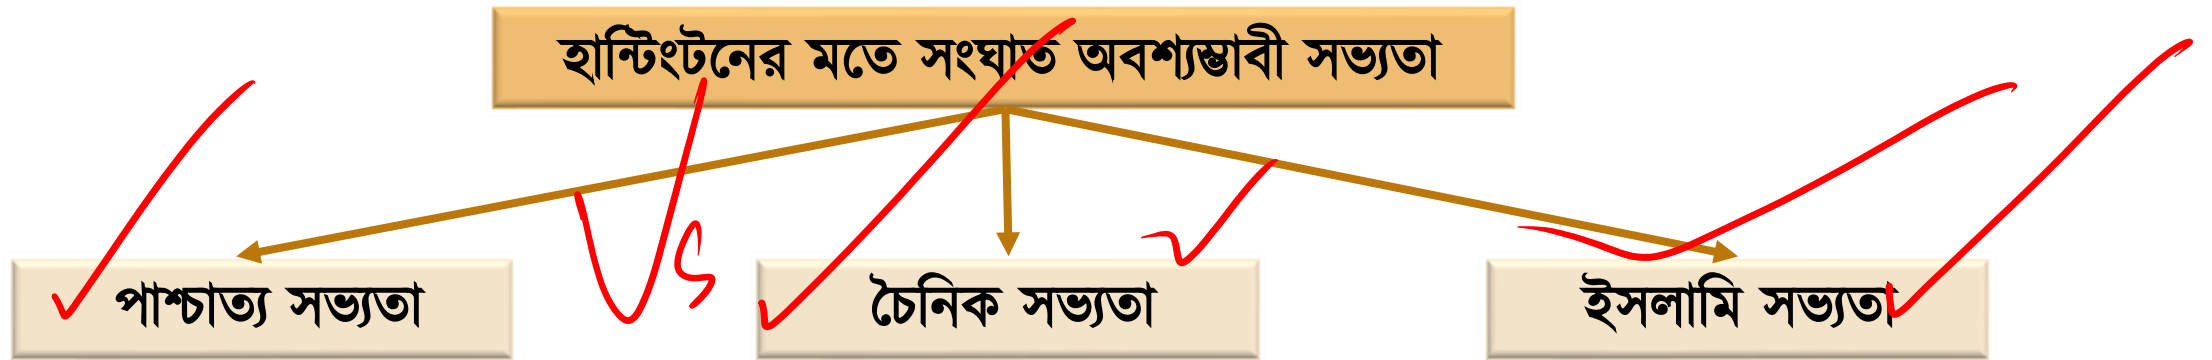 হান্টিংটনের মতে সংঘাত অবশ্যম্ভাবী সভ্যতা
VS
পাশ্চাত্য সভ্যতা
চৈনিক সভ্যতা
ইসলামি সভ্যতা